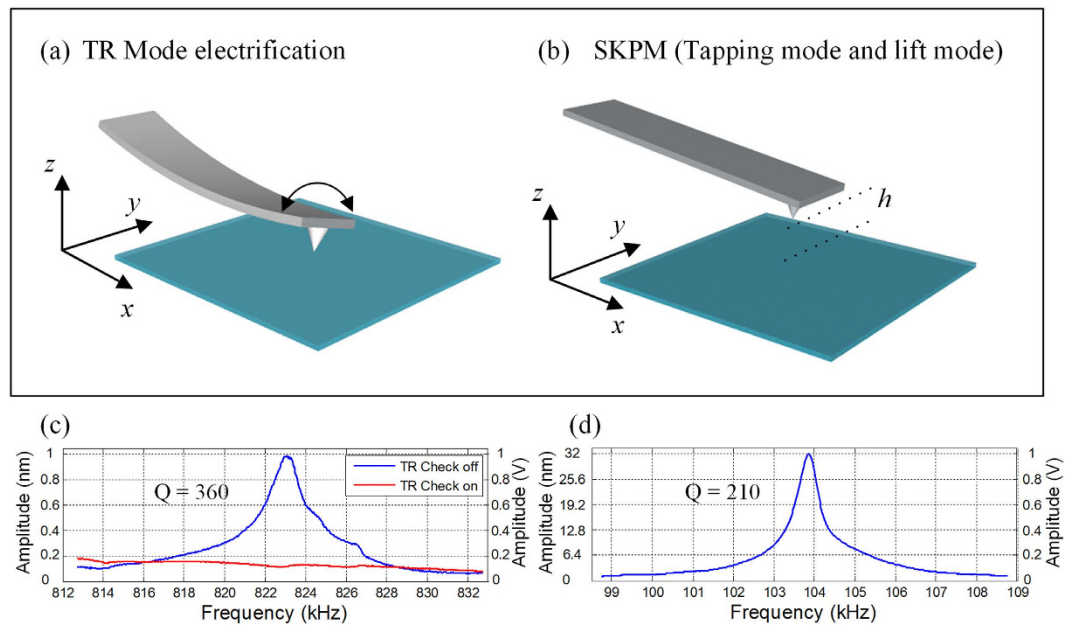 (a) TR Mode electrification
(b) SKPM (Tapping mode and lift mode)
z
y
x
z
y
x
h
(c)
1
0.8
0.6
0.4
0.2
0
Amplitude (nm)
Q = 360
TR Check off
TR Check on
1
0.8
0.6
0.4
0.2
0
Amplitude (V)
812 814 816 818 820 822 824 826 828 830 832
Frequency (kHz)
(d)
32
25.6
19.2
12.8
6.4
0
Amplitude (nm)
Q = 210
1
0.8
0.6
0.4
0.2
0
Amplitude (V)
99 100 101 102 103 104 105 106 107 108 109
Frequency (kHz)